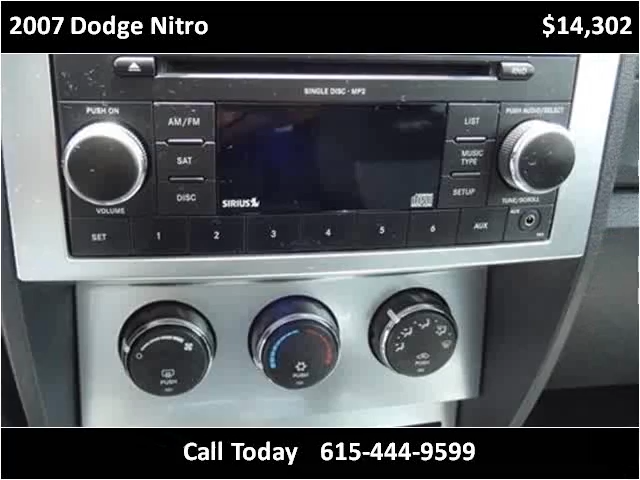 2007 Dodge Nitro $14,302
SINGLE DISC · MP3
PUSH ON
AM/FM
SAT
DISC
VOLUME
SIRIUS
LIST
MUSIC
TYPE
SETUP
PUSH AUDIO/SELECT
TUNE/SCROLL
AUX
SET 1 2 3 4 5 6 AUX
PUSH PUSH PUSH
Call Today 615-444-9599